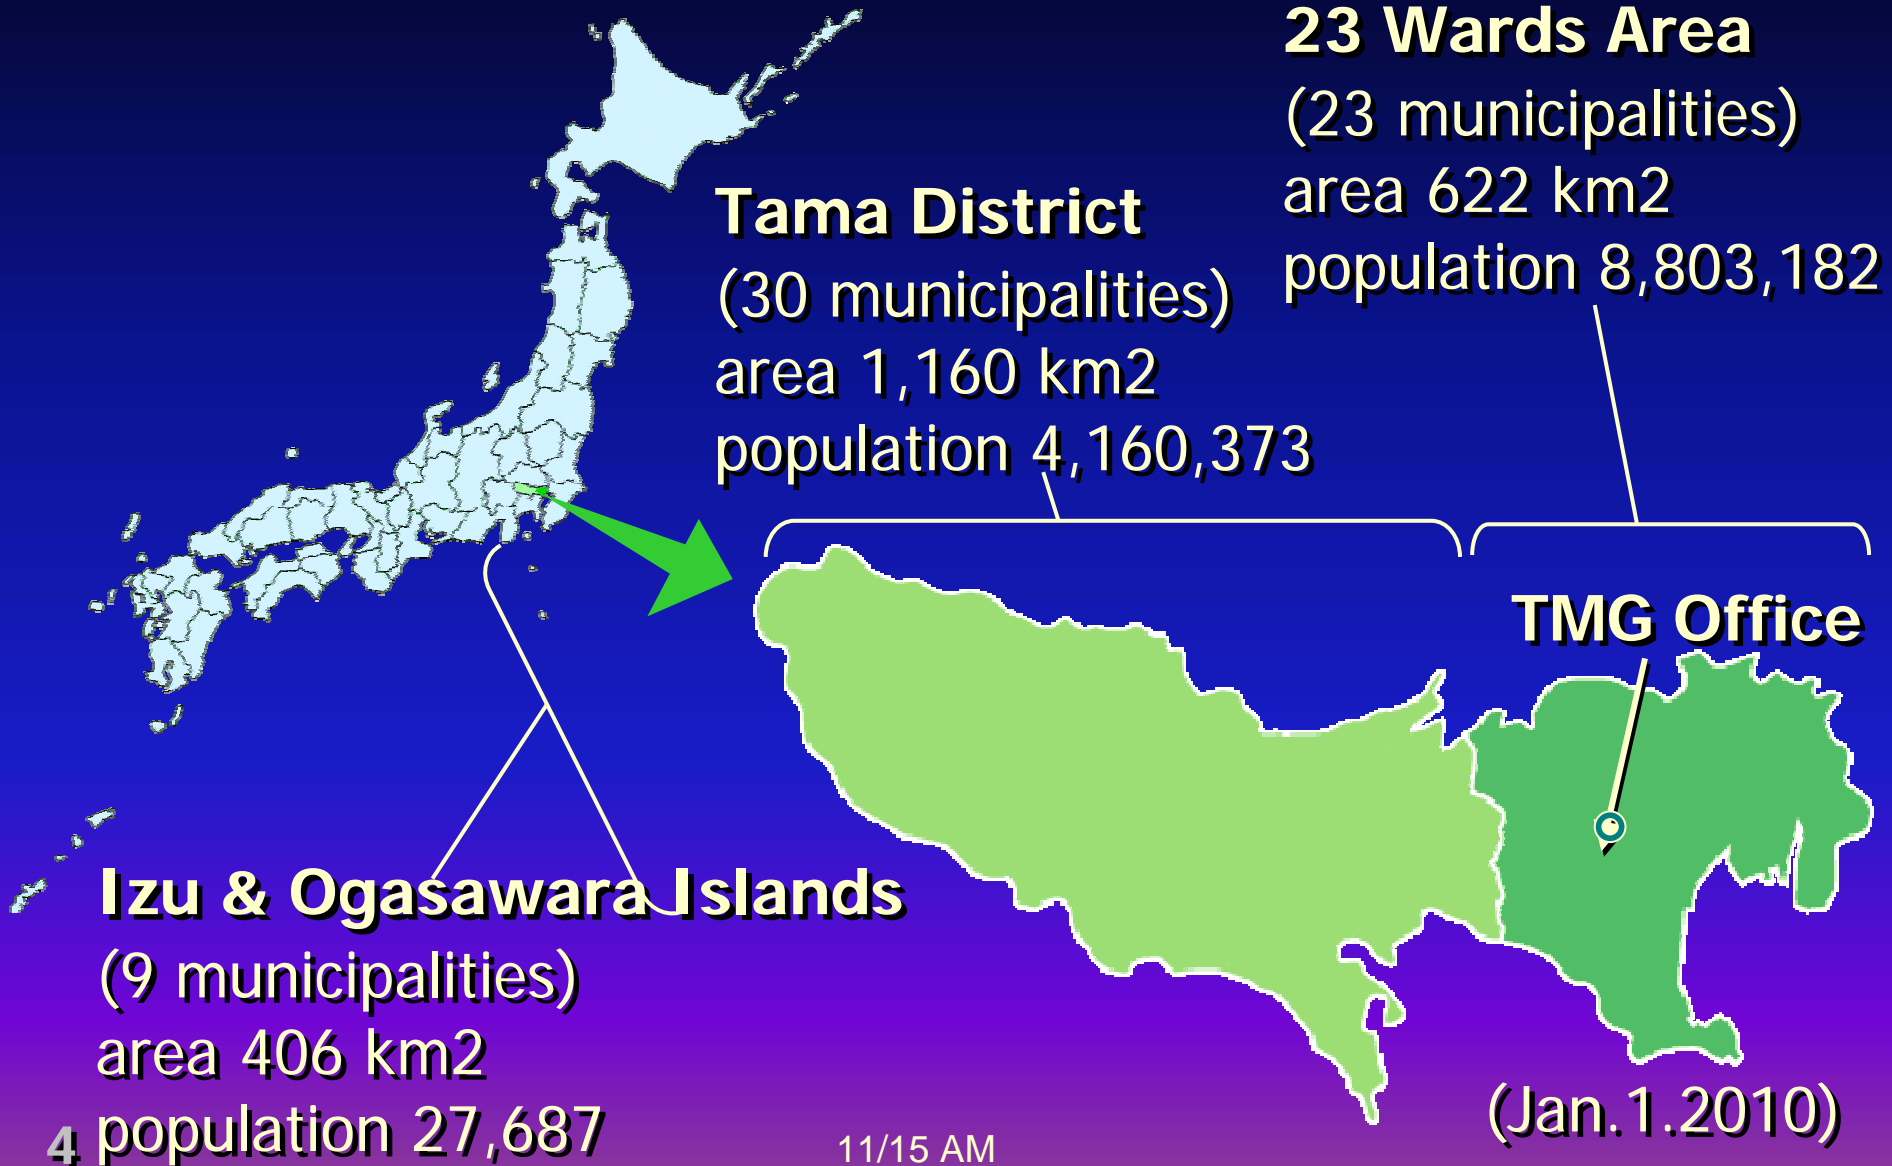 23 Wards Area
(23 municipalities)
area 622 km2
population 8,803,182
Tama District
(30 municipalities)
area 1,160 km2
population 4,160,373
TMG Office
Izu & Ogasawara Islands
(9 municipalities)
area 406 km2
population 27,687
(Jan.1.2010)
4
11/15 AM